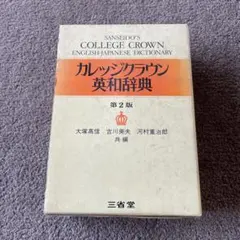 SANSEIDO'S
COLLEGE CROWN
ENGLISH-JAPANESE DICTIONARY
カレッジクラウン
英和辞典
第2版
大塚高信 吉川美夫 河村重治郎
共編
三省堂